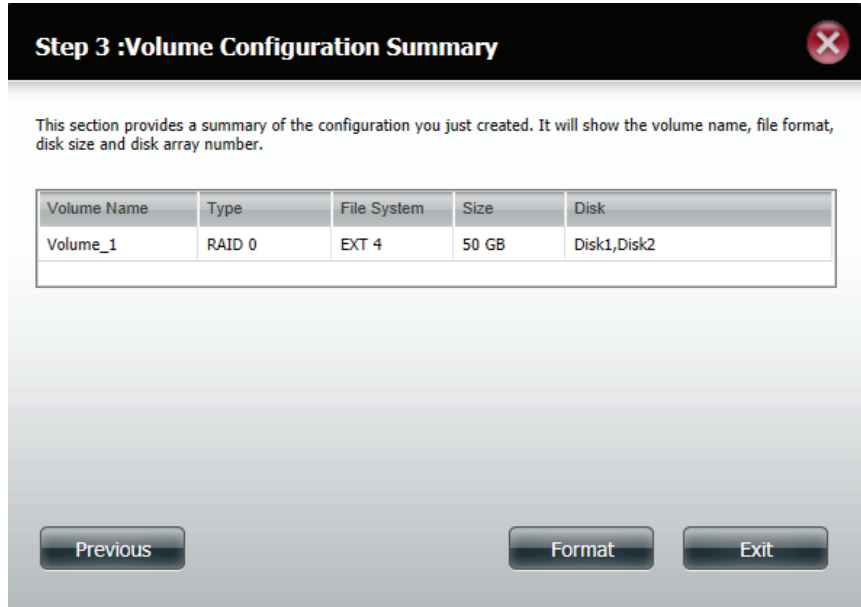 Step 3 :Volume Configuration Summary
This section provides a summary of the configuration you just created. It will show the volume name, file format,
disk size and disk array number.
Volume Name Type File System Size Disk
Volume_1 RAID 0 EXT 4 50 GB Disk1,Disk2
Previous Format Exit